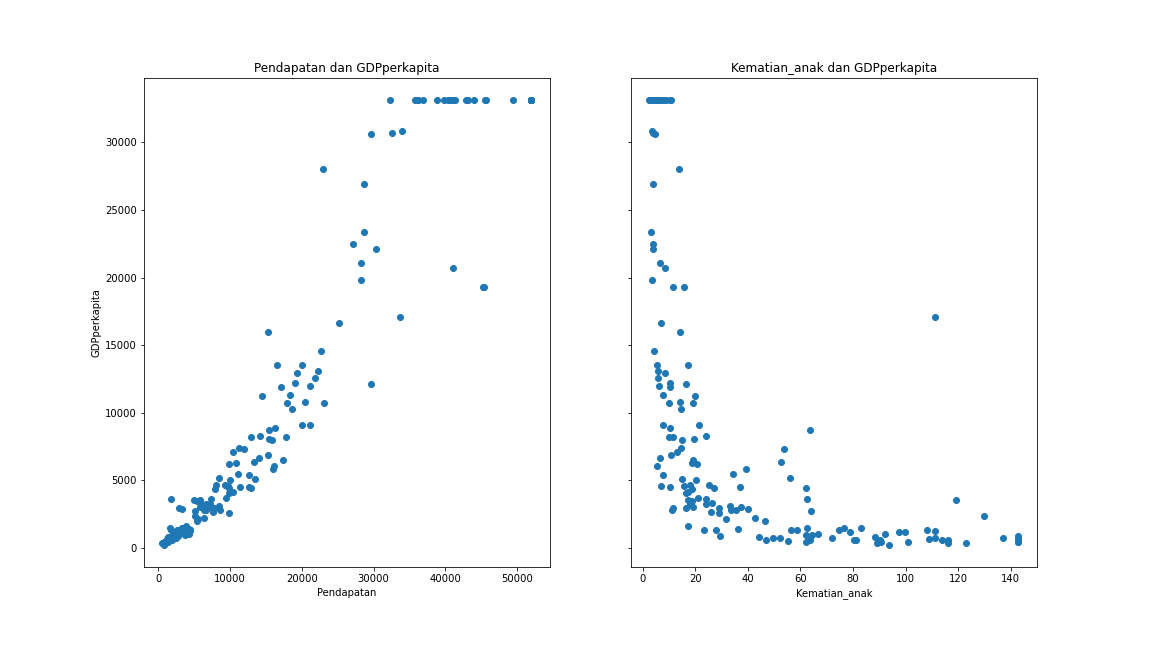 Pendapatan dan GDPperkapita
GDPperkapita
30000
25000
20000
15000
10000
5000
0
0 10000 20000 30000 40000 50000
Pendapatan
Kematian_anak dan GDPperkapita
0 20 40 60 80 100 120 140
Kematian_anak